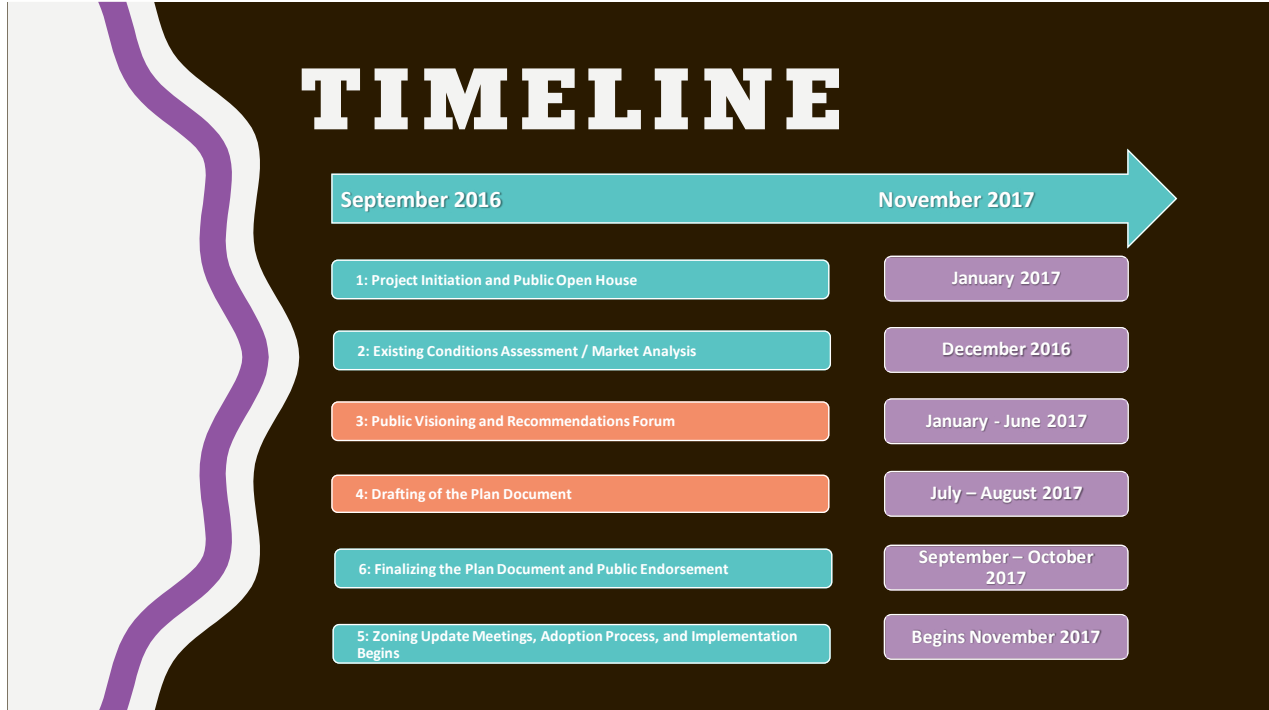 TIMELINE
September 2016
November 2017
1: Project Initiation and Public Open House
January 2017
2: Existing Conditions Assessment / Market Analysis
December 2016
3: Public Visioning and Recommendations Forum
January - June 2017
4: Drafting of the Plan Document
July – August 2017
6: Finalizing the Plan Document and Public Endorsement
September – October
2017
5: Zoning Update Meetings, Adoption Process, and Implementation
Begins
Begins November 2017